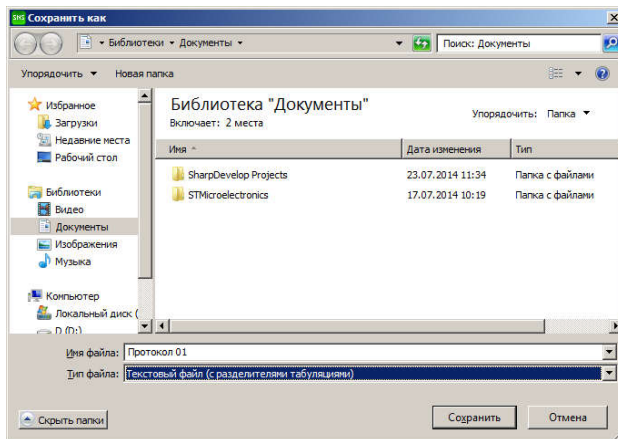 SMS Сохранить как
Библиотеки Документы
Поиск: Документы
Упорядочить Новая папка
Избранное
Загрузки
Недавние места
Рабочий стол
Библиотеки
Видео
Документы
Изображения
Музыка
Компьютер
Локальный диск (
D (D:)
Библиотека "Документы"
Включает: 2 места
Упорядочить: Папка
Имя Дата изменения Тип
SharpDevelop Projects 23.07.2014 11:34 Папка с файлами
STMicroelectronics 17.07.2014 10:19 Папка с файлами
Имя файла: Протокол 01
Тип файла: Текстовый файл (с разделителями табуляциями)
Скрыть папки Сохранить Отмена